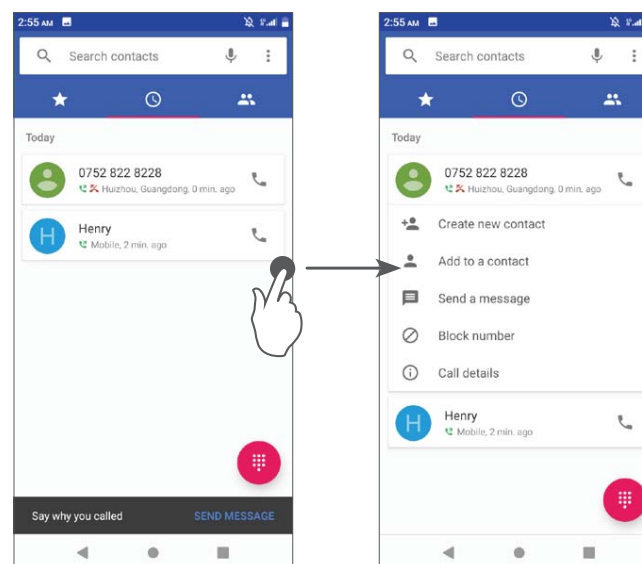 2:55 AM
Search contacts
Today
0752 822 8228
Huizhou, Guangdong, 0 min. ago
H
Henry
Mobile, 2 min. ago
Say why you called
SEND MESSAGE
2:55 AM
Search contacts
Today
0752 822 8228
Huizhou, Guangdong, 0 min. ago
Create new contact
Add to a contact
Send a message
Block number
Call details
H
Henry
Mobile, 2 min. ago